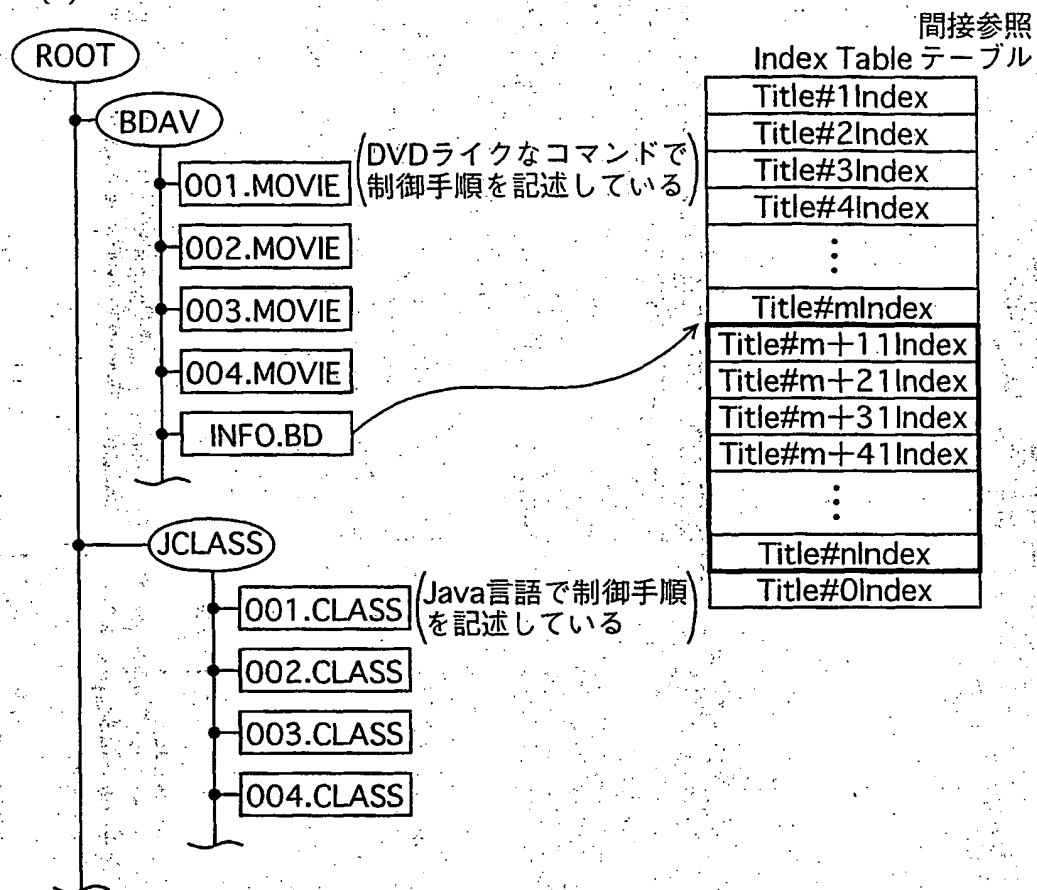 ROOT
BDAV
001.MOVIE
(DVDライクなコマンドで
制御手順を記述している)
002.MOVIE
003.MOVIE
004.MOVIE
INFO.BD
JCLASS
001.CLASS
(Java言語で制御手順
を記述している)
002.CLASS
003.CLASS
004.CLASS
間接参照
Index Table テーブル
Title#1Index
Title#2Index
Title#3Index
Title#4Index
⋮
Title#mIndex
Title#m+11Index
Title#m+21Index
Title#m+31Index
Title#m+41Index
⋮
Title#nIndex
Title#0Index